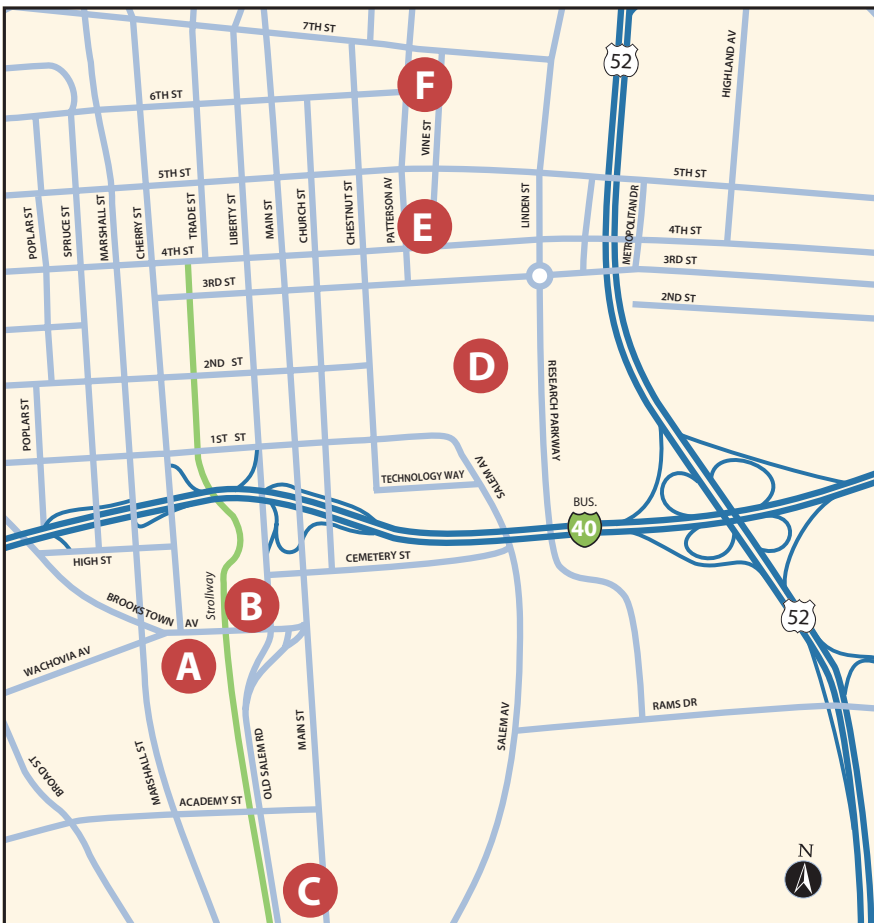 7TH ST
52
HIGHLAND AV
F
6TH ST
VINE ST
5TH ST
5TH ST
POPLAR ST
SPRUCE ST
MARSHALL ST
CHERRY ST
TRADE ST
LIBERTY ST
MAIN ST
CHURCH ST
CHESTNUT ST
PATTERSON AV
LINDEN ST
METROPOLITAN DR
E
4TH ST
4TH ST
3RD ST
3RD ST
2ND ST
2ND ST
D
RESEARCH PARKWAY
POPLAR ST
1ST ST
TECHNOLOGY WAY
SALEM AV
BUS.
40
HIGH ST
CEMETERY ST
Strollway
B
BROOKSTOWN AV
52
WACHOVIA AV
A
RAMS DR
SALEM AV
MAIN ST
OLD SALEM RD
MARSHALL ST
BROAD ST
ACADEMY ST
C
N